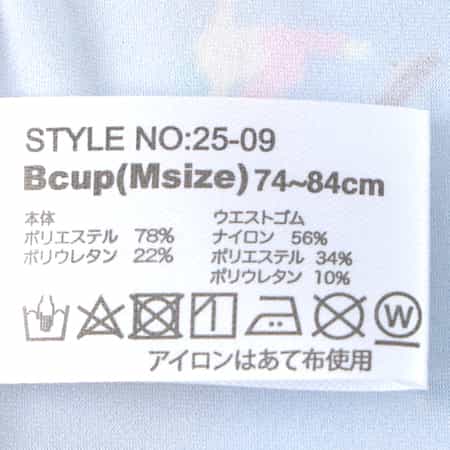 STYLE NO:25-09
Bcup(Msize) 74~84cm
本体
ポリエステル 78%
ポリウレタン 22%
ウエストゴム
ナイロン 56%
ポリエステル 34%
ポリウレタン 10%
W
アイロンはあて布使用